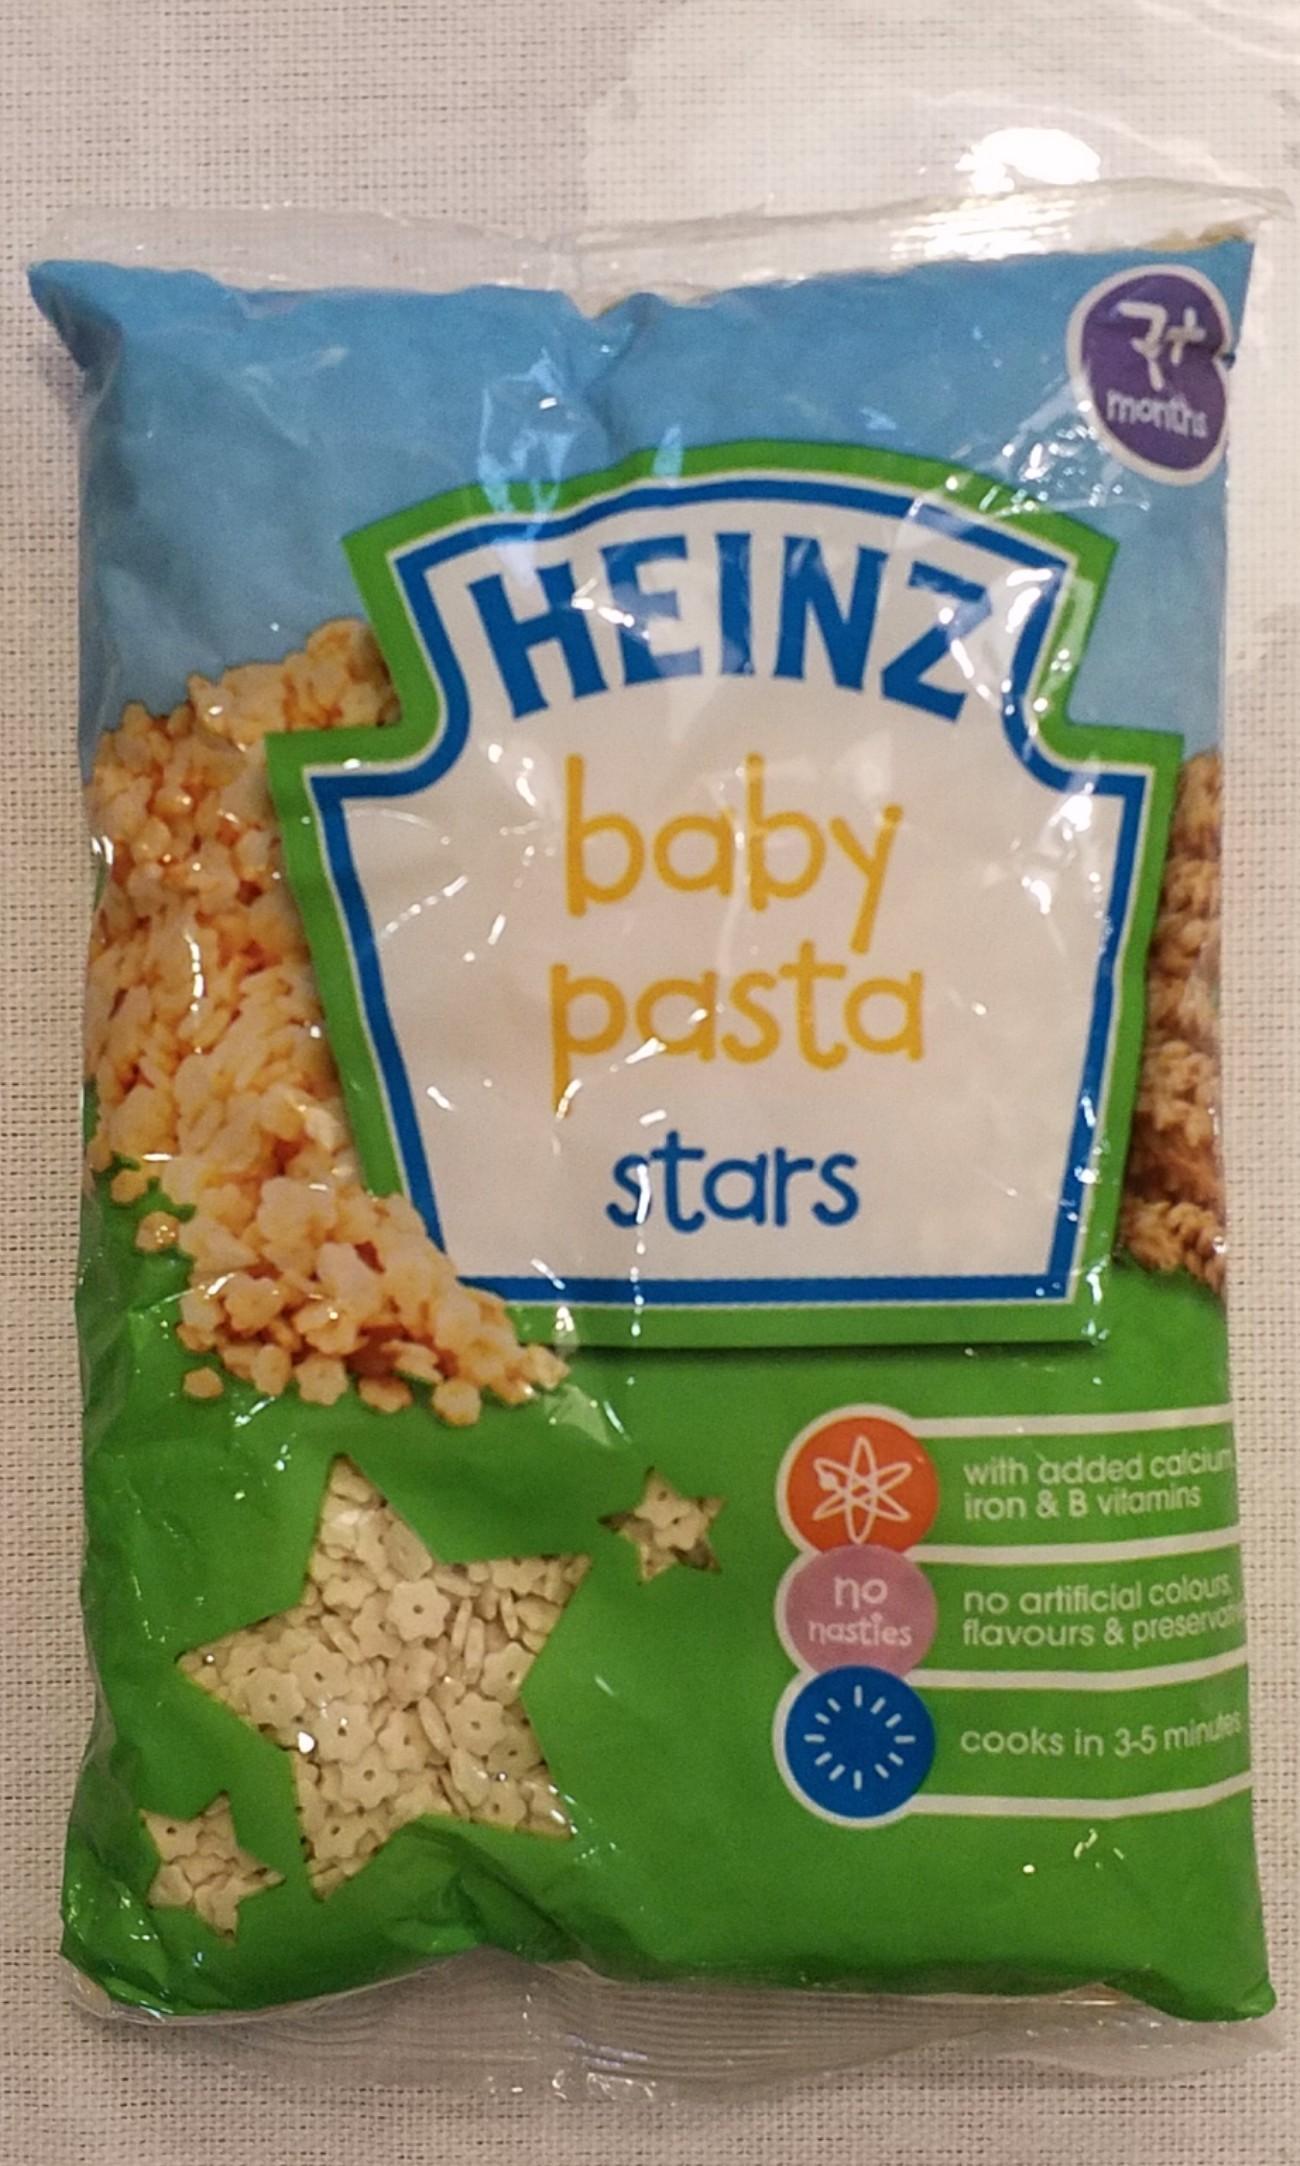 7+
months
HEINZ
baby
pasta
stars
with added calcium
iron & B vitamins
no
nasties
no artificial colours,
flavours &
cooks in 3-5 minutes